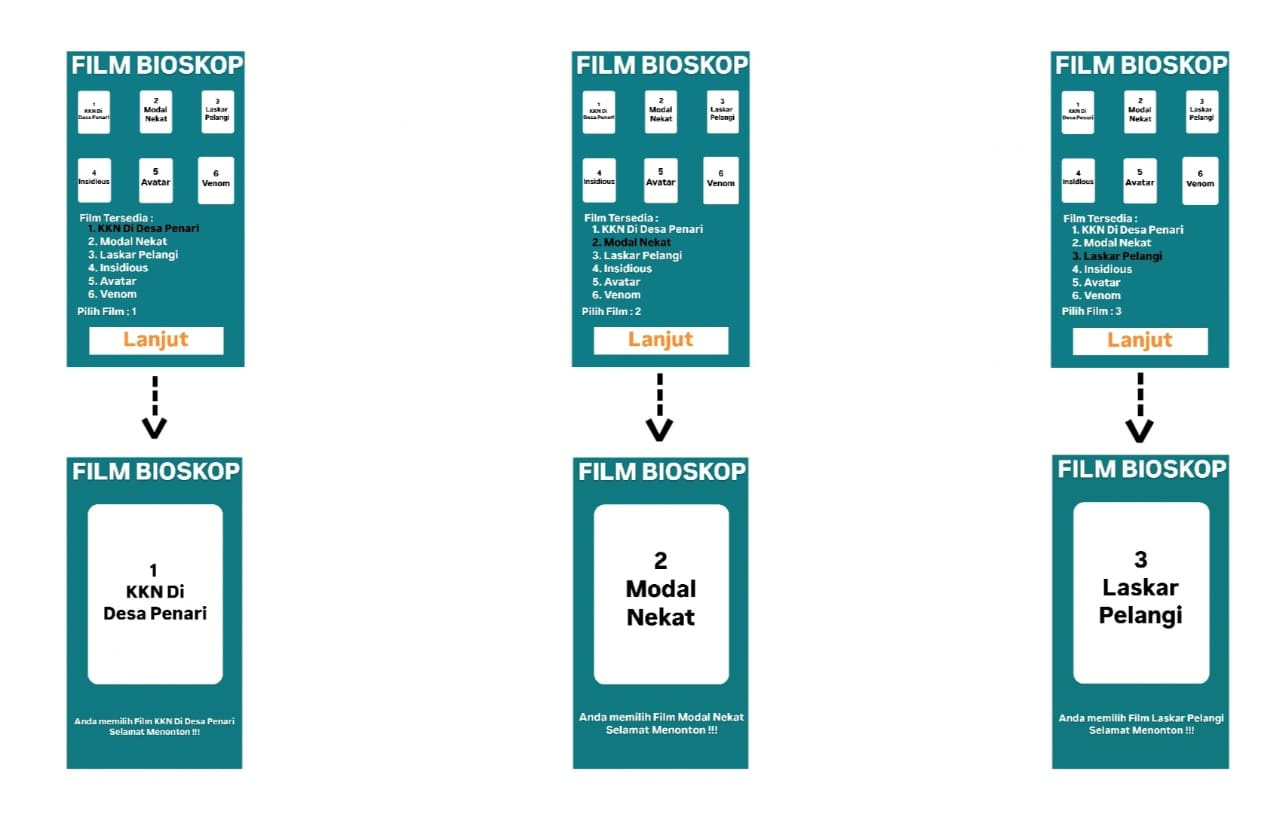 FILM BIOSKOP
1
KKN Di
Desa Penari
2
Modal
Nekat
3
Laskar
Pelangi
4
Insidious
5
Avatar
6
Venom
Film Tersedia :
1. KKN Di Desa Penari
2. Modal Nekat
3. Laskar Pelangi
4. Insidious
5. Avatar
6. Venom
Pilih Film : 1
Lanjut
FILM BIOSKOP
1
KKN Di
Desa Penari
Anda memilih Film KKN Di Desa Penari
Selamat Menonton !!!
FILM BIOSKOP
1
KKN Di
Desa Penari
2
Modal
Nekat
3
Laskar
Pelangi
4
Insidious
5
Avatar
6
Venom
Film Tersedia :
1. KKN Di Desa Penari
2. Modal Nekat
3. Laskar Pelangi
4. Insidious
5. Avatar
6. Venom
Pilih Film : 2
Lanjut
FILM BIOSKOP
2
Modal
Nekat
Anda memilih Film Modal Nekat
Selamat Menonton !!!
FILM BIOSKOP
1
KKN Di
Desa Penari
2
Modal
Nekat
3
Laskar
Pelangi
4
Insidious
5
Avatar
6
Venom
Film Tersedia :
1. KKN Di Desa Penari
2. Modal Nekat
3. Laskar Pelangi
4. Insidious
5. Avatar
6. Venom
Pilih Film : 3
Lanjut
FILM BIOSKOP
3
Laskar
Pelangi
Anda memilih Film Laskar Pelangi
Selamat Menonton !!!